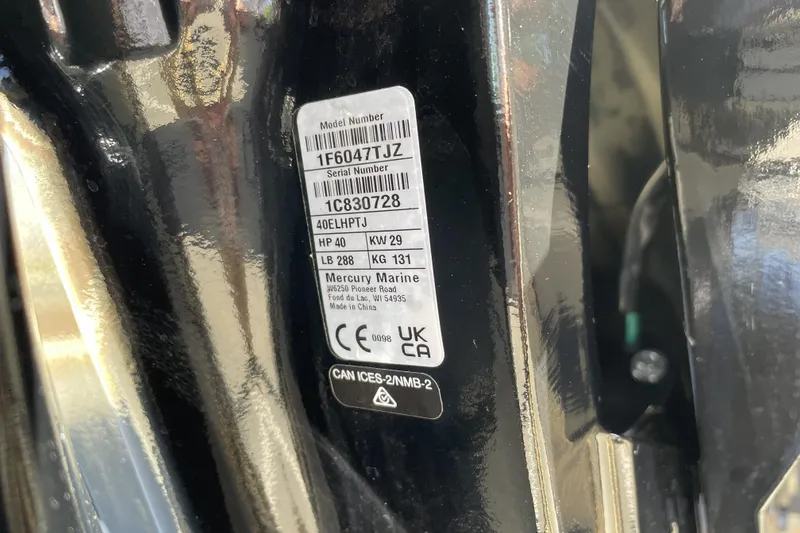 Model Number
1F6047TJZ
Serial Number
1C830728
40ELHPTJ
HP 40 KW 29
LB 288 KG 131
Mercury Marine
W6250 Pioneer Road
Fond du Lac, WI 54935
Made in China
CE 0098 UK
CA
CAN ICES-2/NMB-2